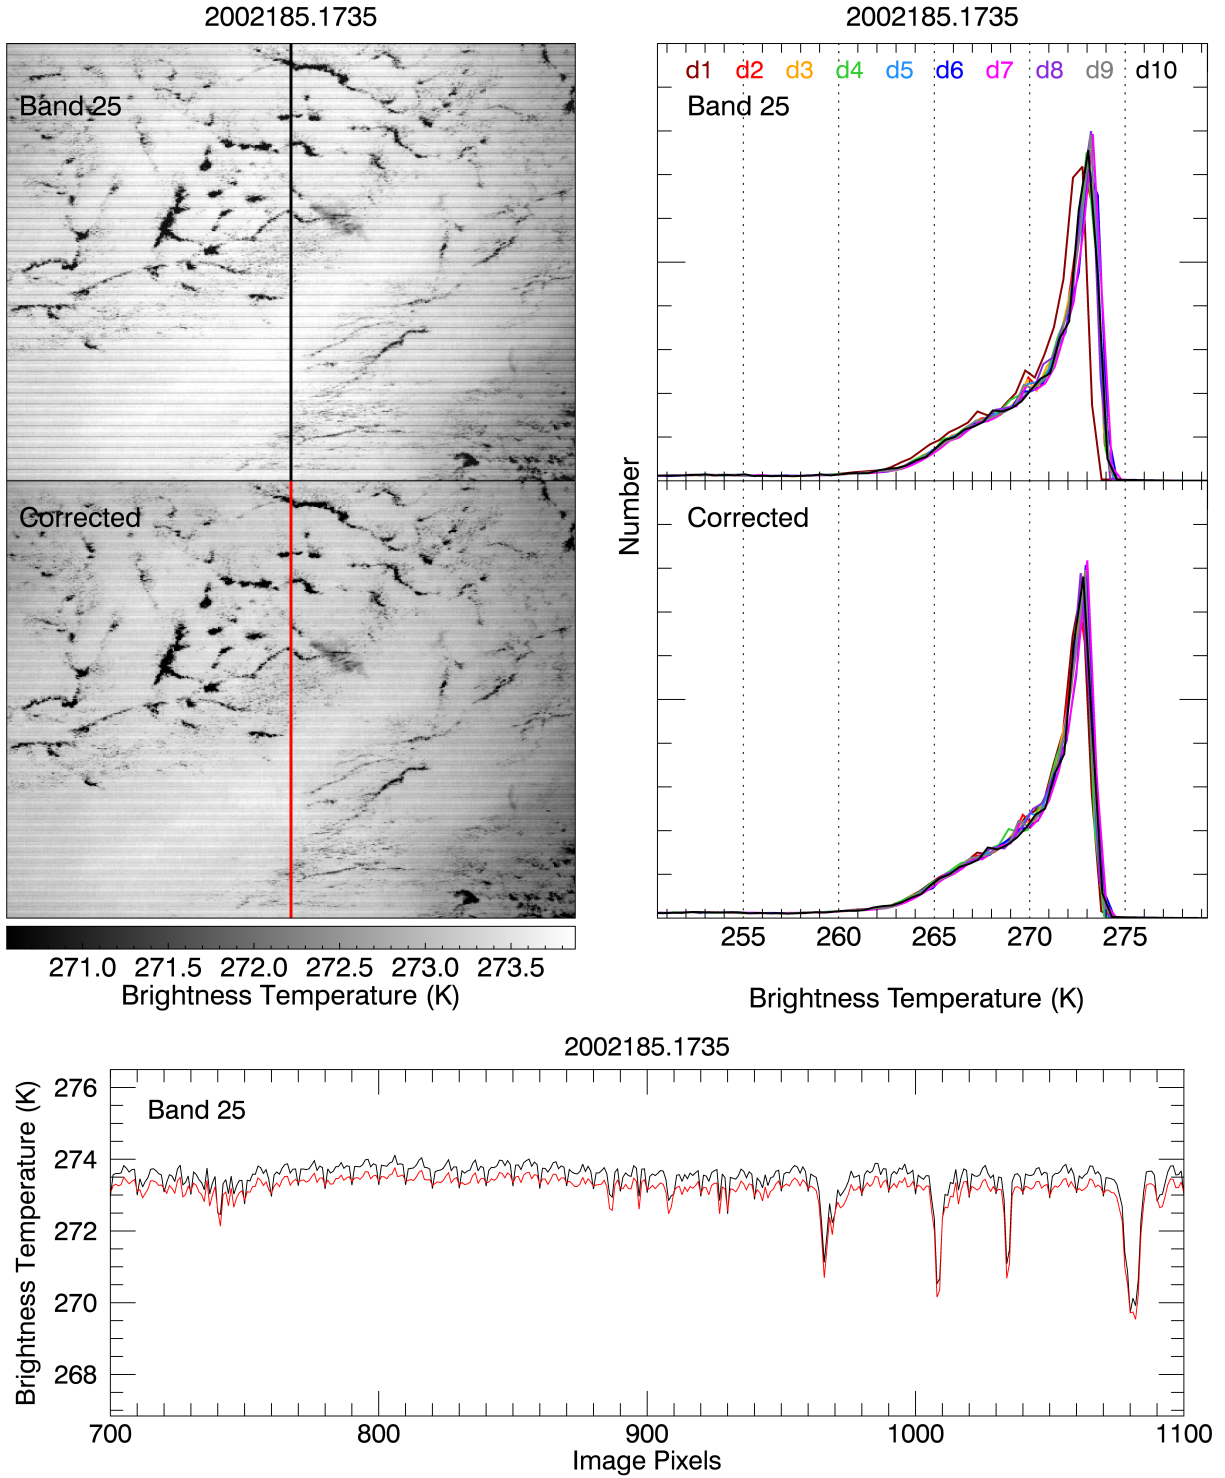 2002185.1735
Band 25
Corrected
271.0 271.5 272.0 272.5 273.0 273.5
Brightness Temperature (K)
2002185.1735
d1 d2 d3 d4 d5 d6 d7 d8 d9 d10
Band 25
Number
Corrected
255 260 265 270 275
Brightness Temperature (K)
2002185.1735
Band 25
Brightness Temperature (K)
276
274
272
270
268
700 800 900 1000 1100
Image Pixels